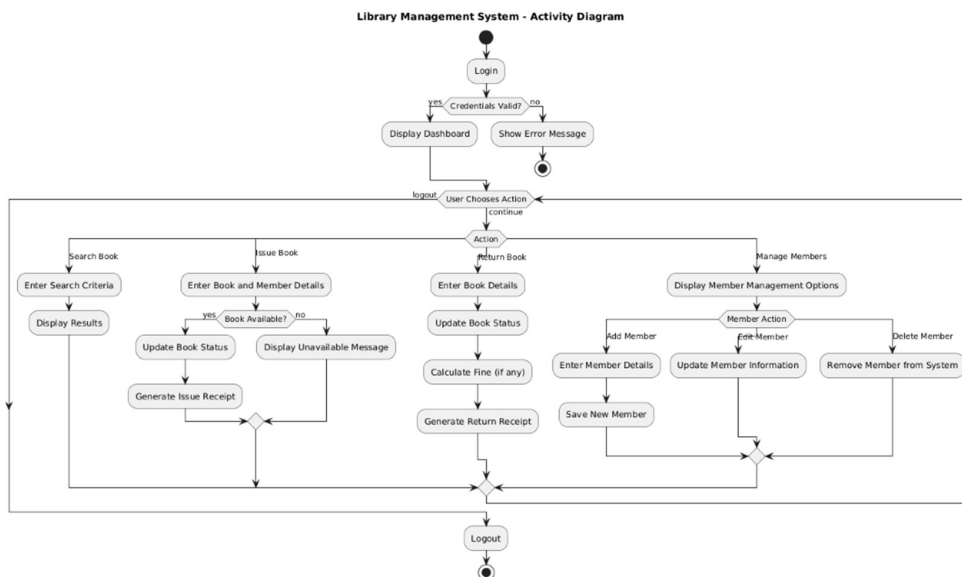 Library Management System - Activity Diagram
Login
yes
Credentials Valid?
no
Display Dashboard
Show Error Message
logout
User Chooses Action
continue
Action
Search Book
Issue Book
Return Book
Manage Members
Enter Search Criteria
Enter Book and Member Details
Enter Book Details
Display Member Management Options
Display Results
yes
Book Available?
no
Update Book Status
Member Action
Update Book Status
Display Unavailable Message
Add Member
Edit Member
Delete Member
Calculate Fine (if any)
Enter Member Details
Update Member Information
Remove Member from System
Generate Issue Receipt
Generate Return Receipt
Save New Member
Logout